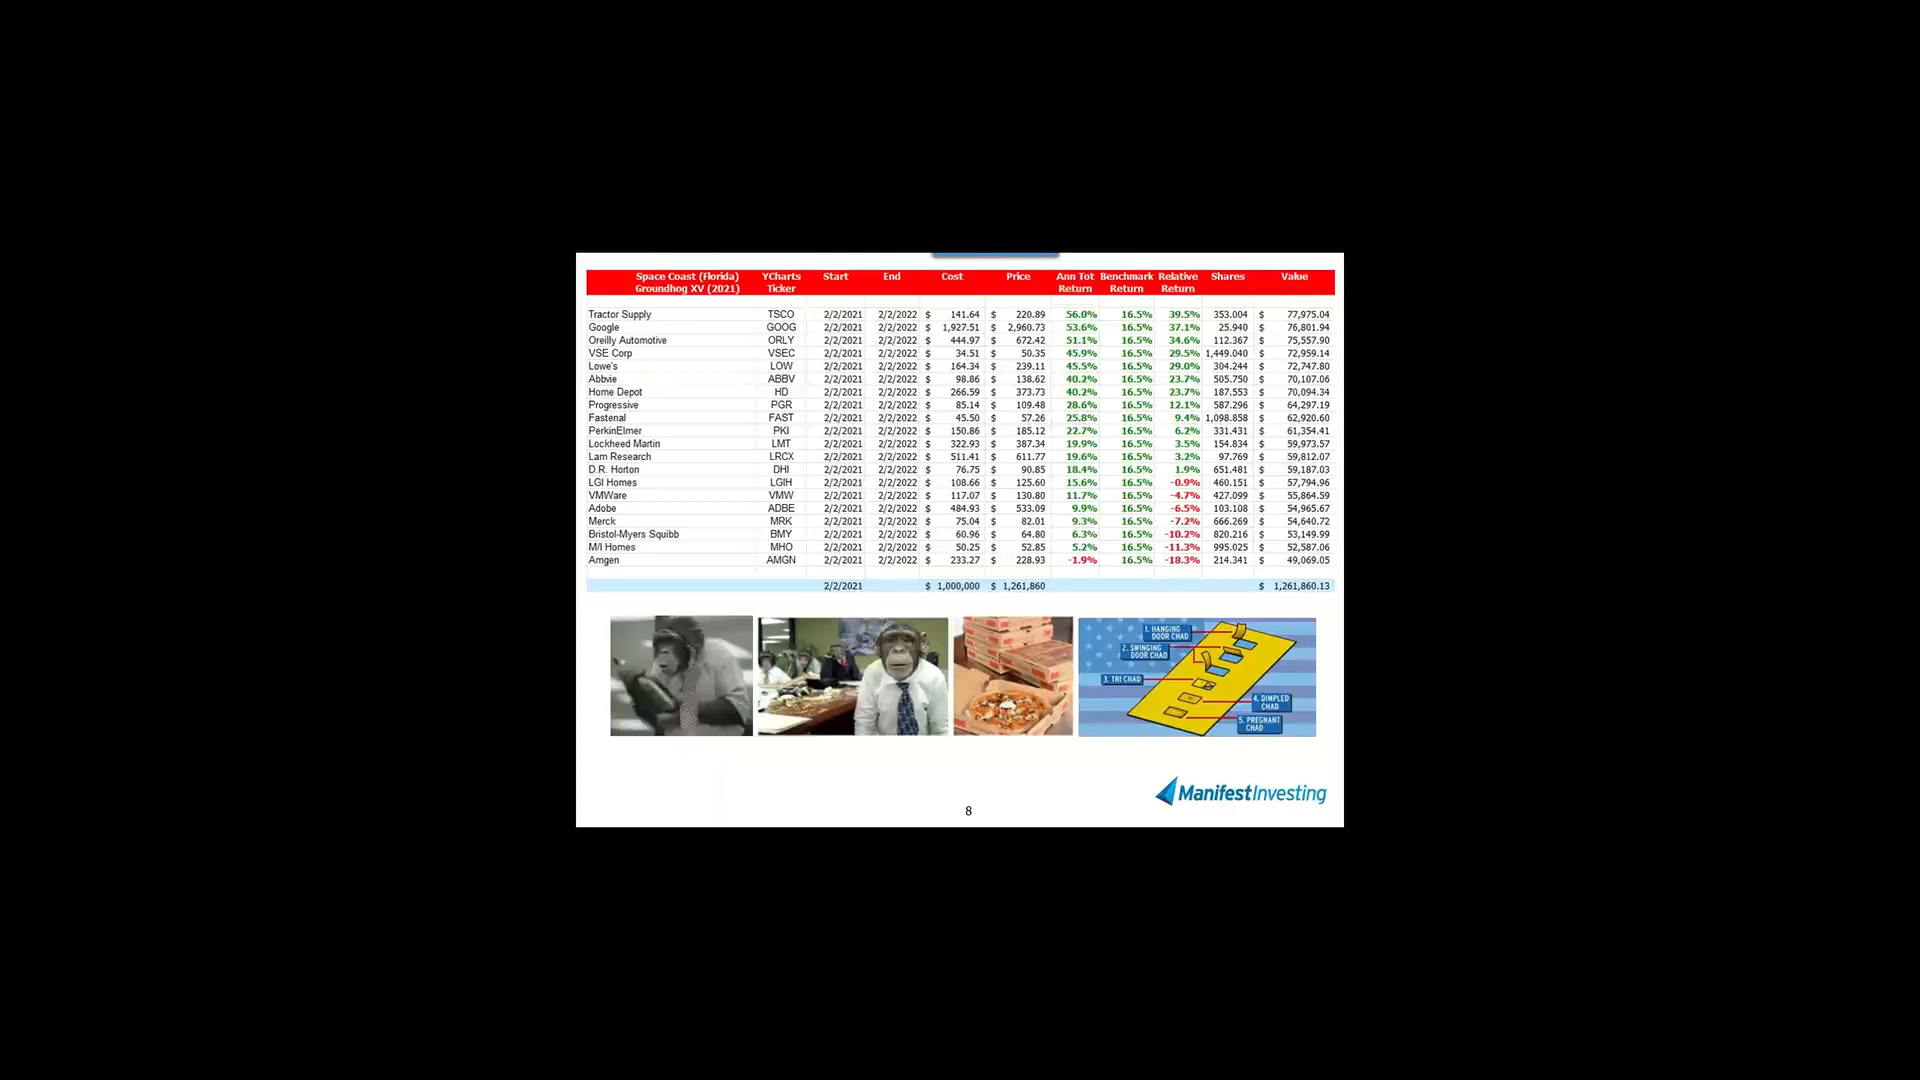 Space Coast (Florida) YCharts Start End Cost Price Ann Tot Benchmark Relative Shares Value
Groundhog XV (2021) Ticker Return Return Return
Tractor Supply TSCO 2/2/2021 2/2/2022 $ 141.64 $ 220.89 56.0% 16.5% 39.5% 353.004 $ 77,975.04
Google GOOG 2/2/2021 2/2/2022 $ 1,927.51 $ 2,960.73 53.6% 16.5% 37.1% 25.940 $ 76,801.94
Oreilly Automotive ORLY 2/2/2021 2/2/2022 $ 444.97 $ 672.42 51.1% 16.5% 34.6% 112.367 $ 75,557.90
VSE Corp VSEC 2/2/2021 2/2/2022 $ 34.51 $ 50.35 45.9% 16.5% 29.5% 1,449.040 $ 72,959.14
Lowe's LOW 2/2/2021 2/2/2022 $ 164.34 $ 239.11 45.5% 16.5% 29.0% 304.244 $ 72,747.80
Abbvie ABBV 2/2/2021 2/2/2022 $ 98.86 $ 138.62 40.2% 16.5% 23.7% 505.750 $ 70,107.06
Home Depot HD 2/2/2021 2/2/2022 $ 266.59 $ 373.73 40.2% 16.5% 23.7% 187.553 $ 70,094.34
Progressive PGR 2/2/2021 2/2/2022 $ 85.14 $ 109.48 28.6% 16.5% 12.1% 587.296 $ 64,297.19
Fastenal FAST 2/2/2021 2/2/2022 $ 45.50 $ 57.26 25.8% 16.5% 9.4% 1,098.858 $ 62,920.60
PerkinElmer PKI 2/2/2021 2/2/2022 $ 150.86 $ 185.12 22.7% 16.5% 6.2% 331.431 $ 61,354.41
Lockheed Martin LMT 2/2/2021 2/2/2022 $ 322.93 $ 387.34 19.9% 16.5% 3.5% 154.834 $ 59,973.57
Lam Research LRCX 2/2/2021 2/2/2022 $ 511.41 $ 611.77 19.6% 16.5% 3.2% 97.769 $ 59,812.07
D.R. Horton DHI 2/2/2021 2/2/2022 $ 76.75 $ 90.85 18.4% 16.5% 1.9% 651.481 $ 59,187.03
LGI Homes LGIH 2/2/2021 2/2/2022 $ 108.66 $ 125.60 15.6% 16.5% -0.9% 460.151 $ 57,794.96
VMWare VMW 2/2/2021 2/2/2022 $ 117.07 $ 130.80 11.7% 16.5% -4.7% 427.099 $ 55,864.59
Adobe ADBE 2/2/2021 2/2/2022 $ 484.93 $ 533.09 9.9% 16.5% -6.5% 103.108 $ 54,965.67
Merck MRK 2/2/2021 2/2/2022 $ 75.04 $ 82.01 9.3% 16.5% -7.2% 666.269 $ 54,640.72
Bristol-Myers Squibb BMY 2/2/2021 2/2/2022 $ 60.96 $ 64.80 6.3% 16.5% -10.2% 820.216 $ 53,149.99
M/I Homes MHO 2/2/2021 2/2/2022 $ 50.25 $ 52.85 5.2% 16.5% -11.3% 995.025 $ 52,587.06
Amgen AMGN 2/2/2021 2/2/2022 $ 233.27 $ 228.93 -1.9% 16.5% -18.3% 214.341 $ 49,069.05
2/2/2021 $ 1,000,000 $ 1,261,860 $ 1,261,860.13
1. HANGING
DOOR CHAD
2. SWINGING
DOOR CHAD
3. TRI CHAD
4. DIMPLED
CHAD
5. PREGNANT
CHAD
ManifestInvesting
8